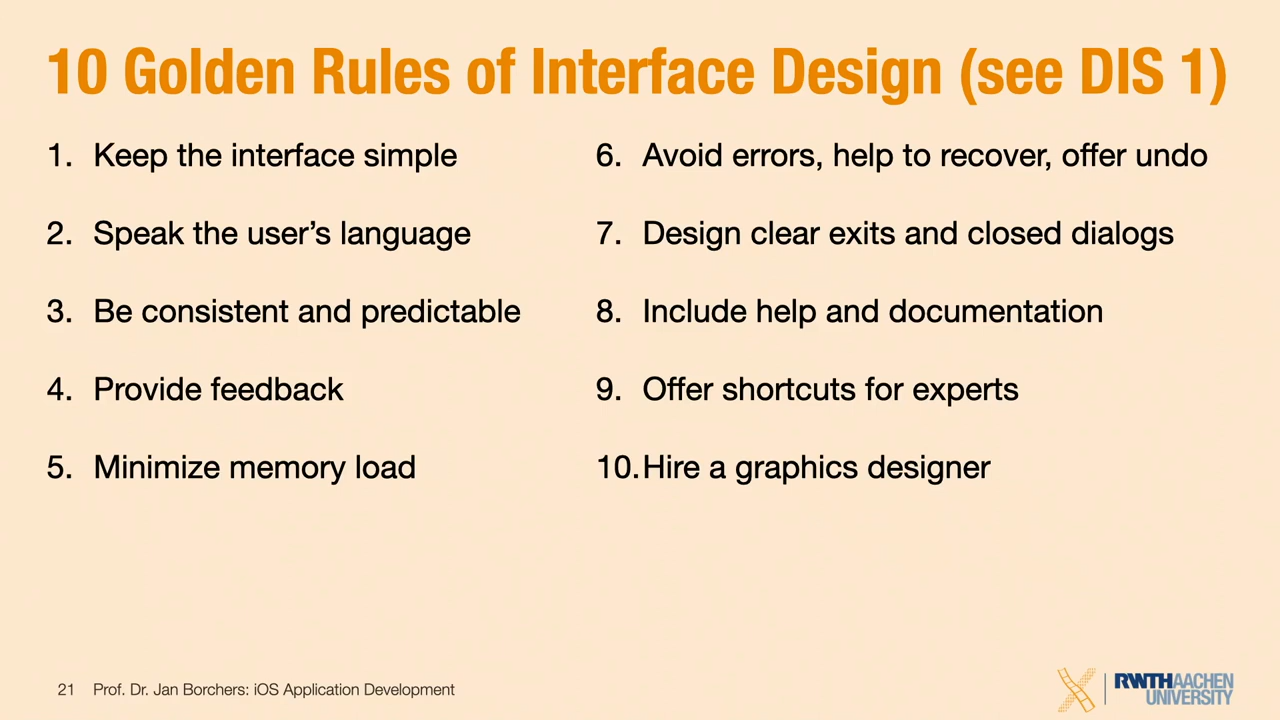 10 Golden Rules of Interface Design (see DIS 1)
1. Keep the interface simple
2. Speak the user’s language
3. Be consistent and predictable
4. Provide feedback
5. Minimize memory load
6. Avoid errors, help to recover, offer undo
7. Design clear exits and closed dialogs
8. Include help and documentation
9. Offer shortcuts for experts
10. Hire a graphics designer
21 Prof. Dr. Jan Borchers: iOS Application Development
RWTHAACHEN
UNIVERSITY